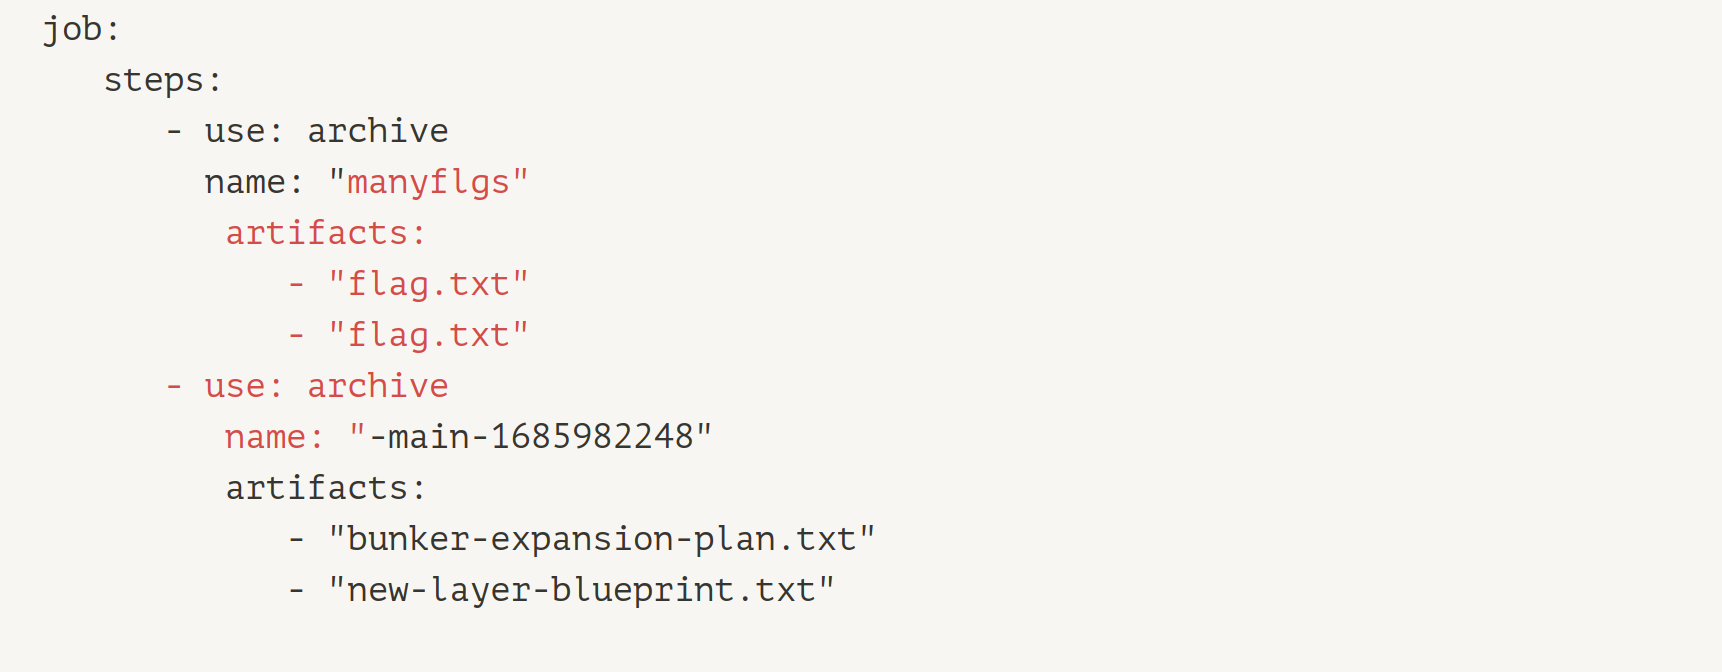 job:
   steps:
      - use: archive
        name: "manyflgs"
         artifacts:
            - "flag.txt"
            - "flag.txt"
      - use: archive
         name: "-main-1685982248"
         artifacts:
            - "bunker-expansion-plan.txt"
            - "new-layer-blueprint.txt"